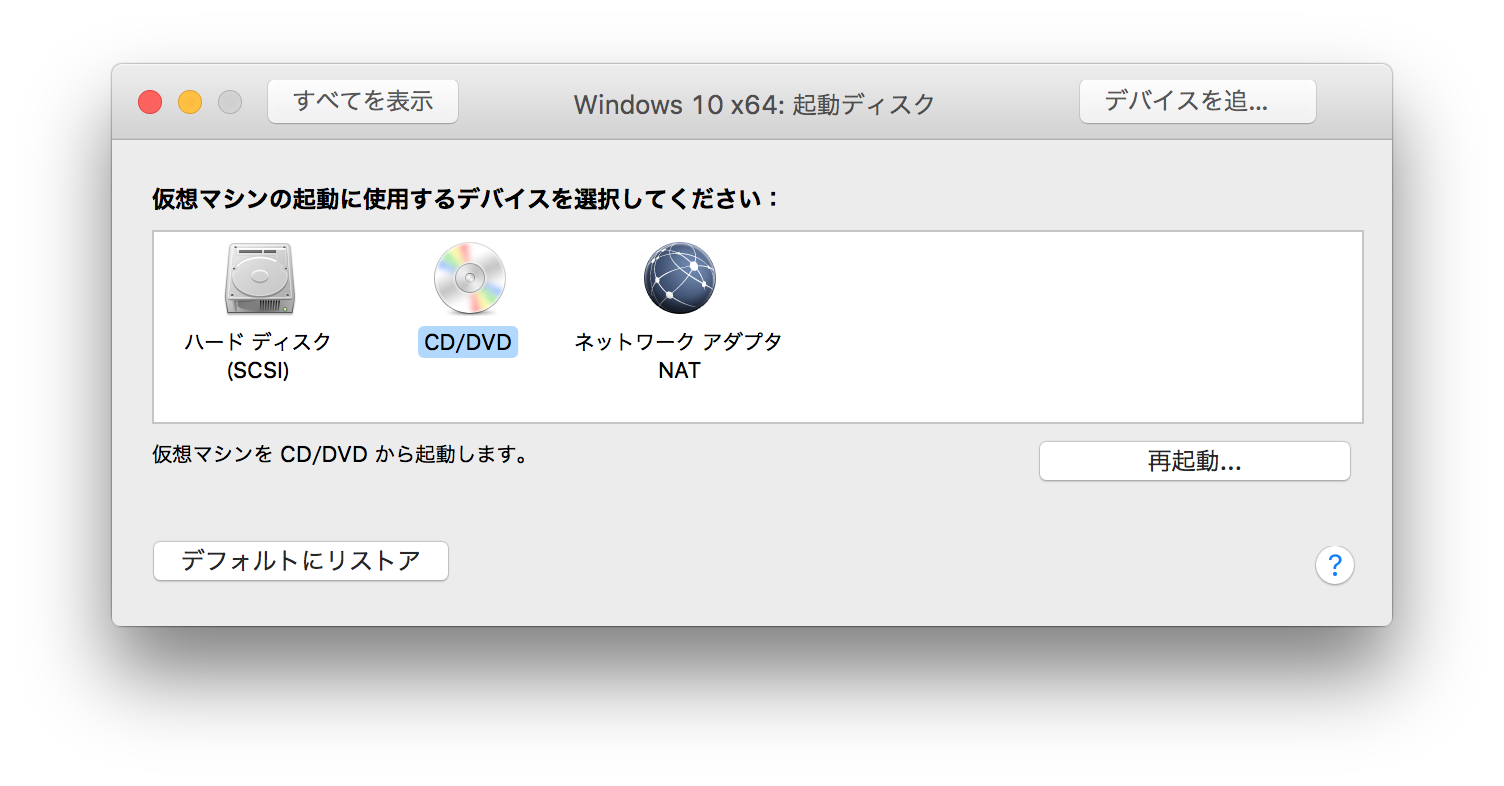 すべてを表示
Windows 10 x64: 起動ディスク
デバイスを追...
仮想マシンの起動に使用するデバイスを選択してください：
ハード ディスク
(SCSI)
CD/DVD
ネットワーク アダプタ
NAT
仮想マシンを CD/DVD から起動します。
再起動...
デフォルトにリストア
?